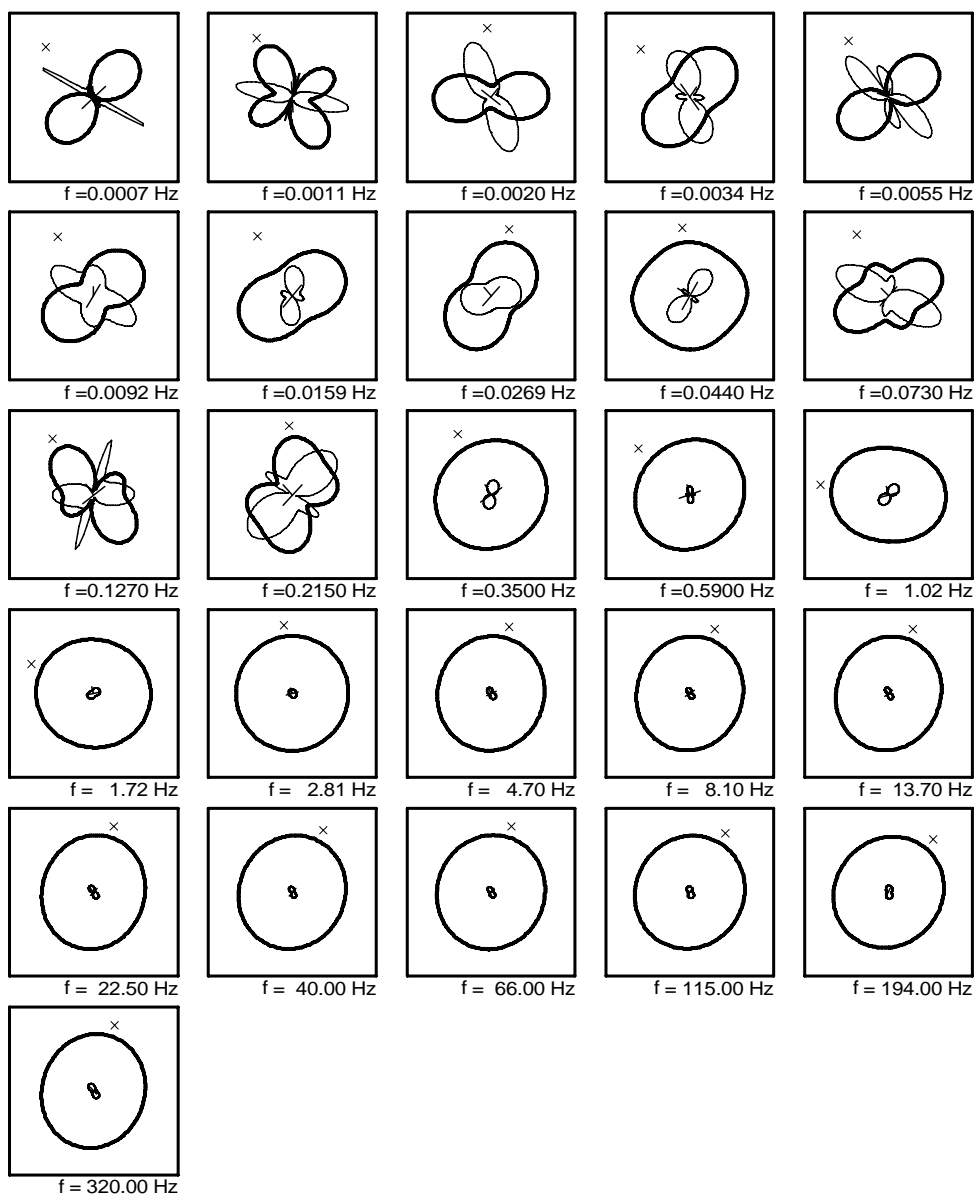 f =0.0007 Hz
f =0.0011 Hz
f =0.0020 Hz
f =0.0034 Hz
f =0.0055 Hz
f =0.0092 Hz
f =0.0159 Hz
f =0.0269 Hz
f =0.0440 Hz
f =0.0730 Hz
f =0.1270 Hz
f =0.2150 Hz
f =0.3500 Hz
f =0.5900 Hz
f = 1.02 Hz
f = 1.72 Hz
f = 2.81 Hz
f = 4.70 Hz
f = 8.10 Hz
f = 13.70 Hz
f = 22.50 Hz
f = 40.00 Hz
f = 66.00 Hz
f = 115.00 Hz
f = 194.00 Hz
f = 320.00 Hz